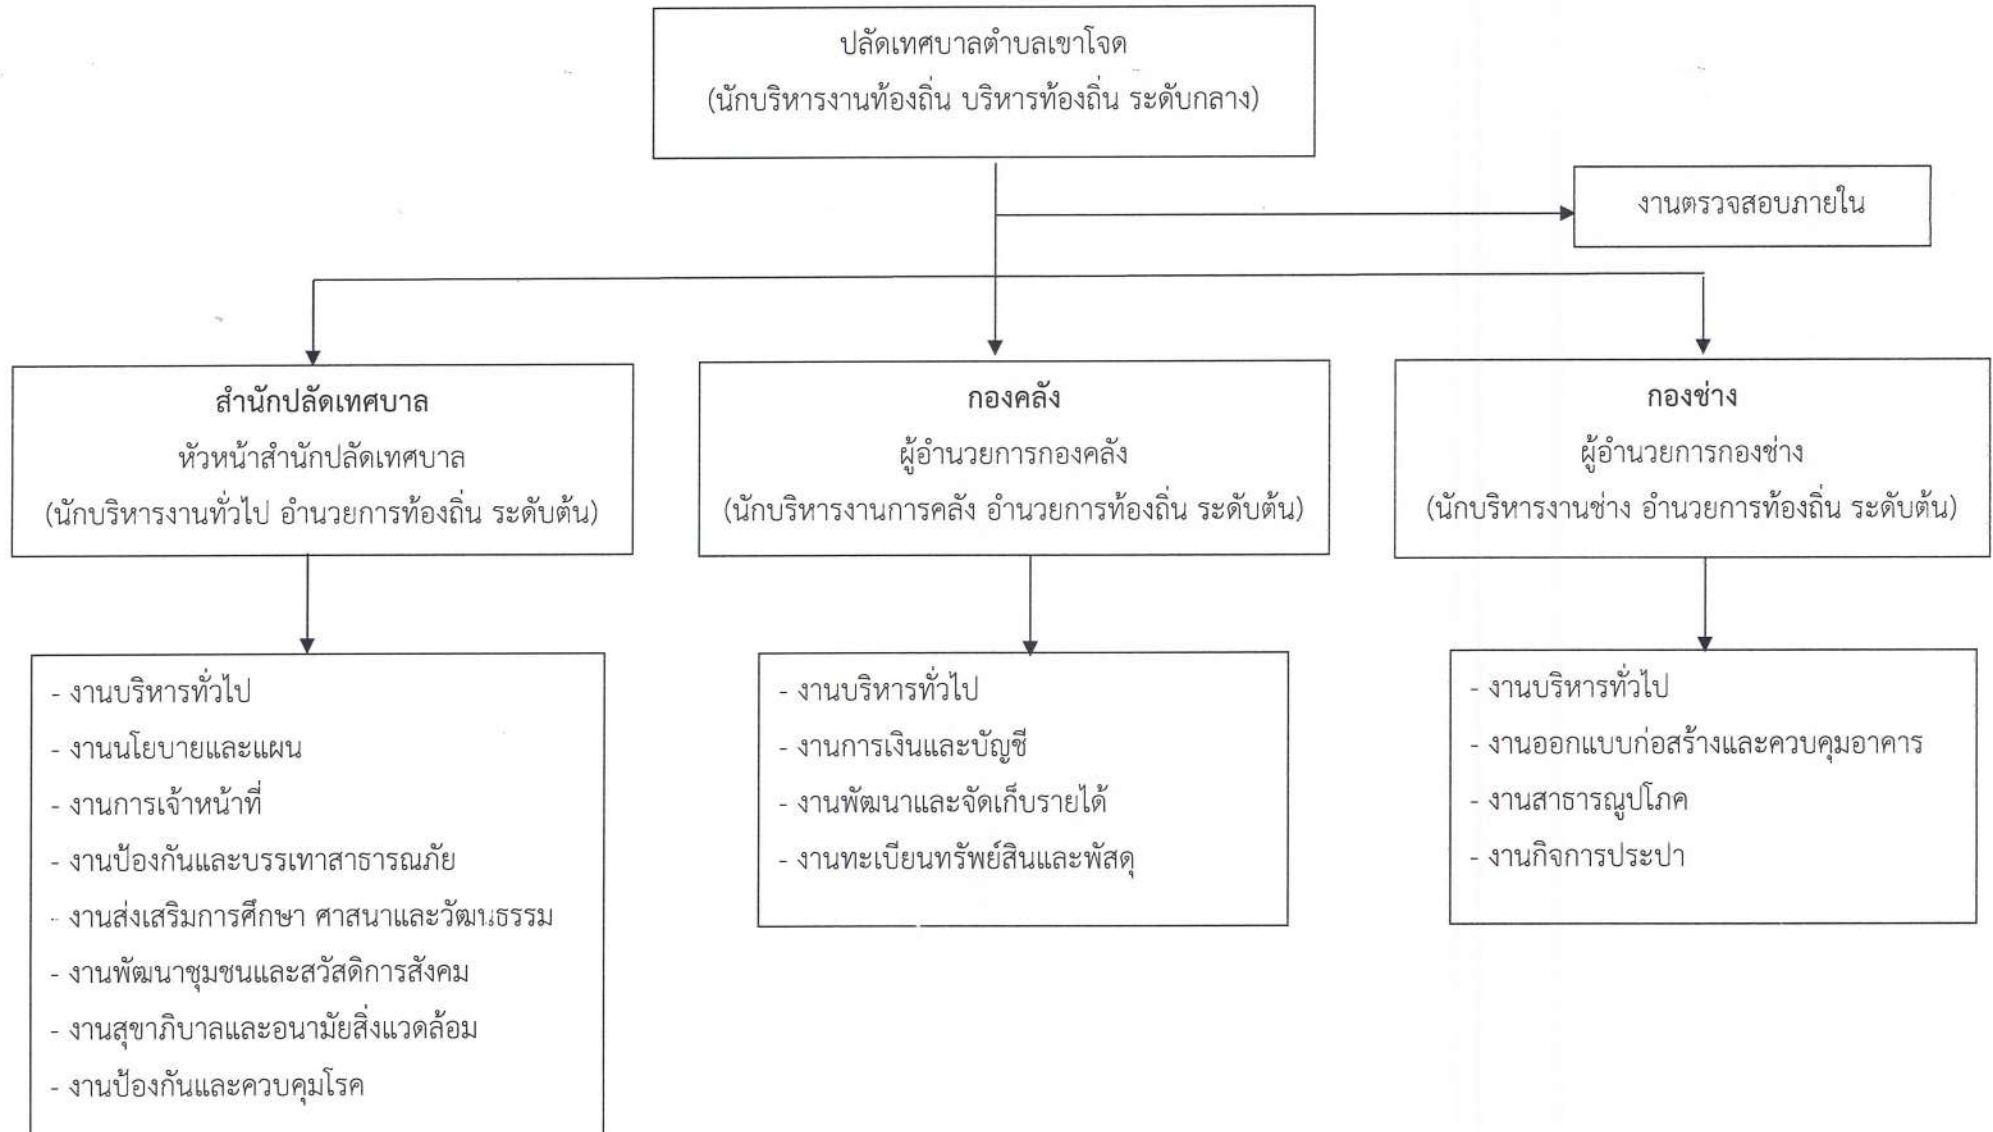 ปลัดเทศบาลตำบลเขาโจด
(นักบริหารงานท้องถิ่น บริหารท้องถิ่น ระดับกลาง)
งานตรวจสอบภายใน
สำนักปลัดเทศบาล
หัวหน้าสำนักปลัดเทศบาล
(นักบริหารงานทั่วไป อำนวยการท้องถิ่น ระดับต้น)
กองคลัง
ผู้อำนวยการกองคลัง
(นักบริหารงานการคลัง อำนวยการท้องถิ่น ระดับต้น)
กองช่าง
ผู้อำนวยการกองช่าง
(นักบริหารงานช่าง อำนวยการท้องถิ่น ระดับต้น)
- งานบริหารทั่วไป
- งานนโยบายและแผน
- งานการเจ้าหน้าที่
- งานป้องกันและบรรเทาสาธารณภัย
- งานส่งเสริมการศึกษา ศาสนาและวัฒนธรรม
- งานพัฒนาชุมชนและสวัสดิการสังคม
- งานสุขาภิบาลและอนามัยสิ่งแวดล้อม
- งานป้องกันและควบคุมโรค
- งานบริหารทั่วไป
- งานการเงินและบัญชี
- งานพัฒนาและจัดเก็บรายได้
- งานทะเบียนทรัพย์สินและพัสดุ
- งานบริหารทั่วไป
- งานออกแบบก่อสร้างและควบคุมอาคาร
- งานสาธารณูปโภค
- งานกิจการประปา